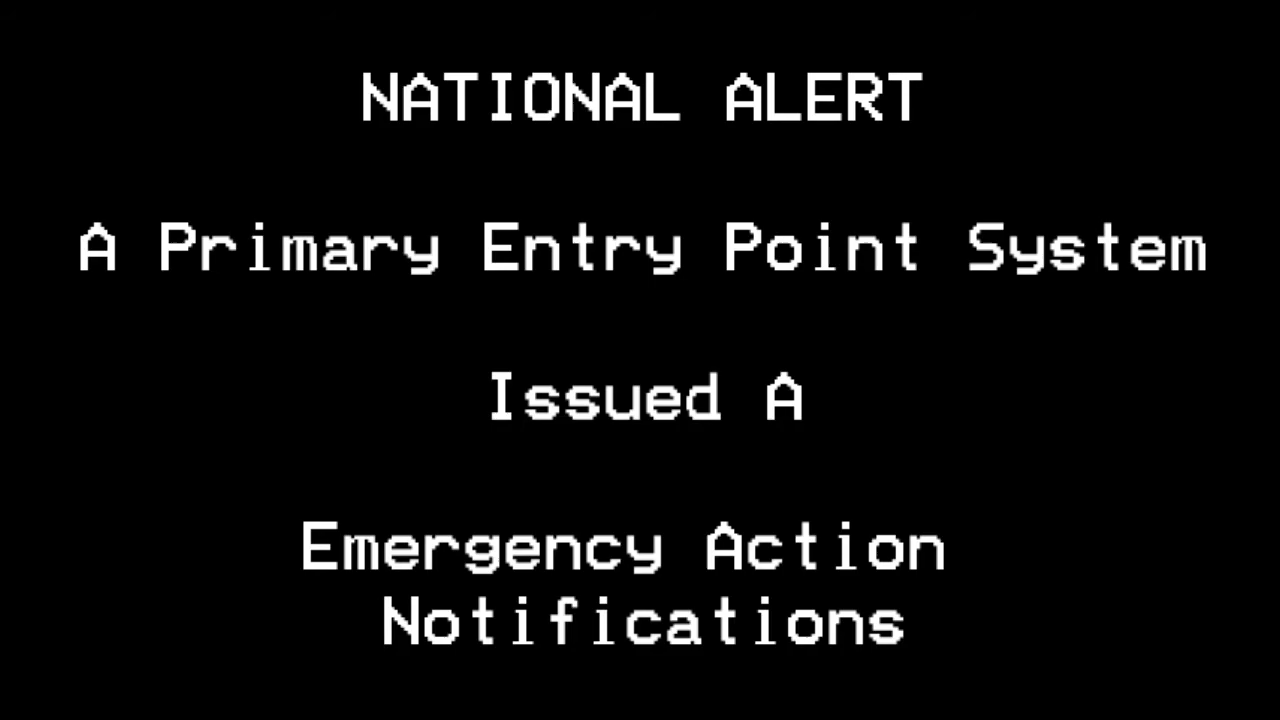 NATIONAL ALERT
A Primary Entry Point System
Issued A
Emergency Action
Notifications